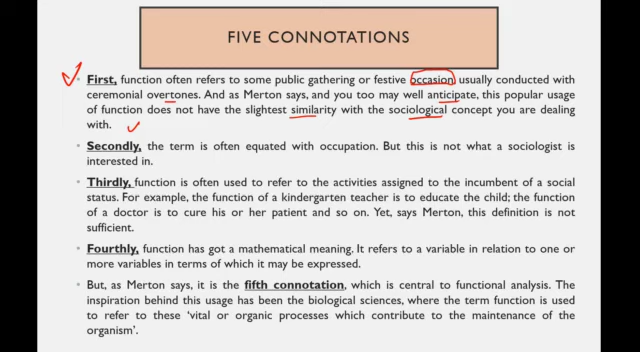 FIVE CONNOTATIONS
• First, function often refers to some public gathering or festive occasion usually conducted with
ceremonial overtones. And as Merton says, and you too may well anticipate, this popular usage
of function does not have the slightest similarity with the sociological concept you are dealing
with.
• Secondly, the term is often equated with occupation. But this is not what a sociologist is
interested in.
• Thirdly, function is often used to refer to the activities assigned to the incumbent of a social
status. For example, the function of a kindergarten teacher is to educate the child; the function
of a doctor is to cure his or her patient and so on. Yet, says Merton, this definition is not
sufficient.
• Fourthly, function has got a mathematical meaning. It refers to a variable in relation to one or
more variables in terms of which it may be expressed.
• But, as Merton says, it is the fifth connotation, which is central to functional analysis. The
inspiration behind this usage has been the biological sciences, where the term function is used
to refer to these ‘vital or organic processes which contribute to the maintenance of the
organism’.